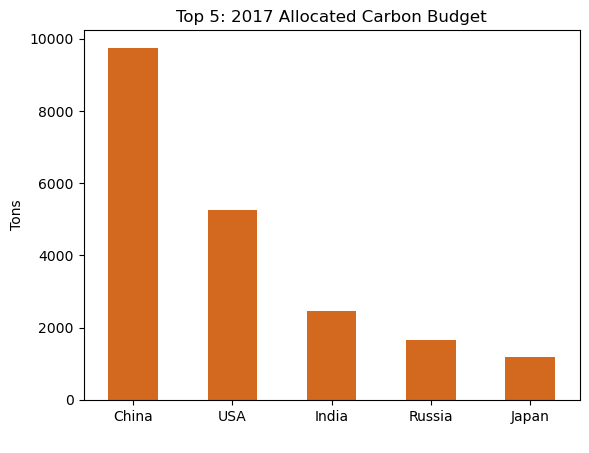 Top 5: 2017 Allocated Carbon Budget
10000
8000
6000
4000
2000
0
Tons
China USA India Russia Japan